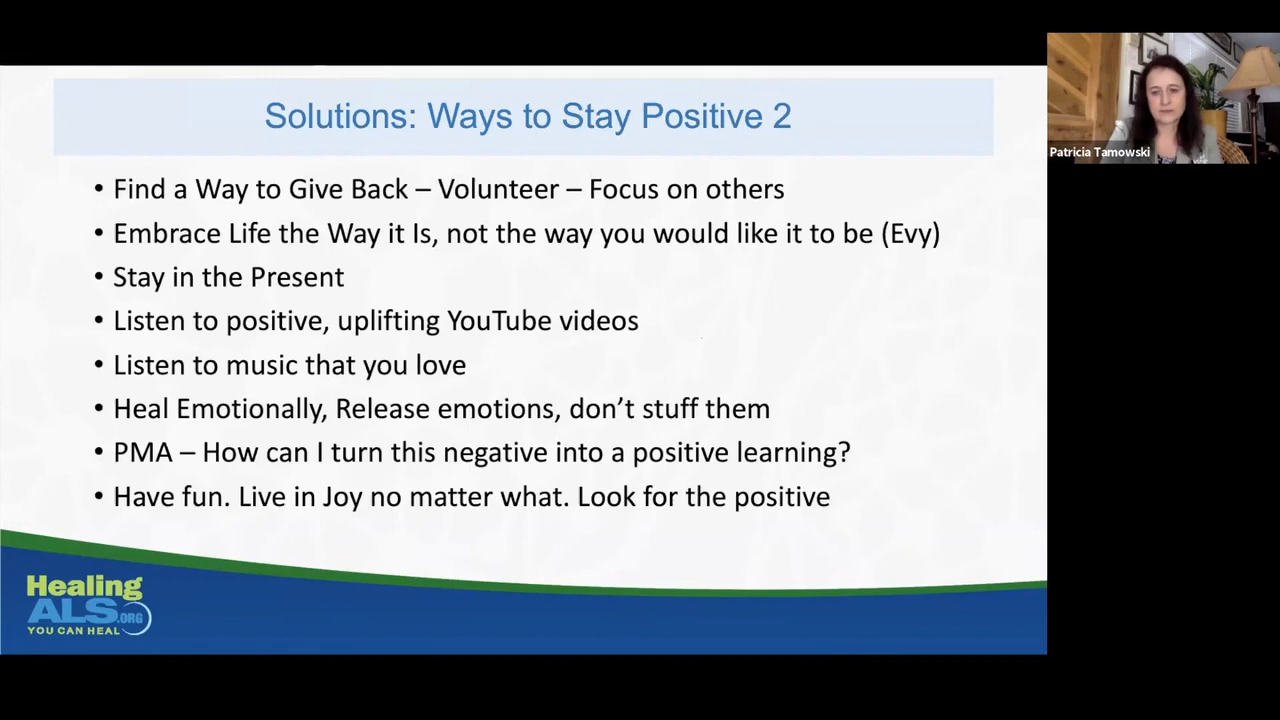 Solutions: Ways to Stay Positive 2
Patricia Tamowski
• Find a Way to Give Back – Volunteer – Focus on others
• Embrace Life the Way it Is, not the way you would like it to be (Evy)
• Stay in the Present
• Listen to positive, uplifting YouTube videos
• Listen to music that you love
• Heal Emotionally, Release emotions, don’t stuff them
• PMA – How can I turn this negative into a positive learning?
• Have fun. Live in Joy no matter what. Look for the positive
Healing
ALS.ORG
YOU CAN HEAL